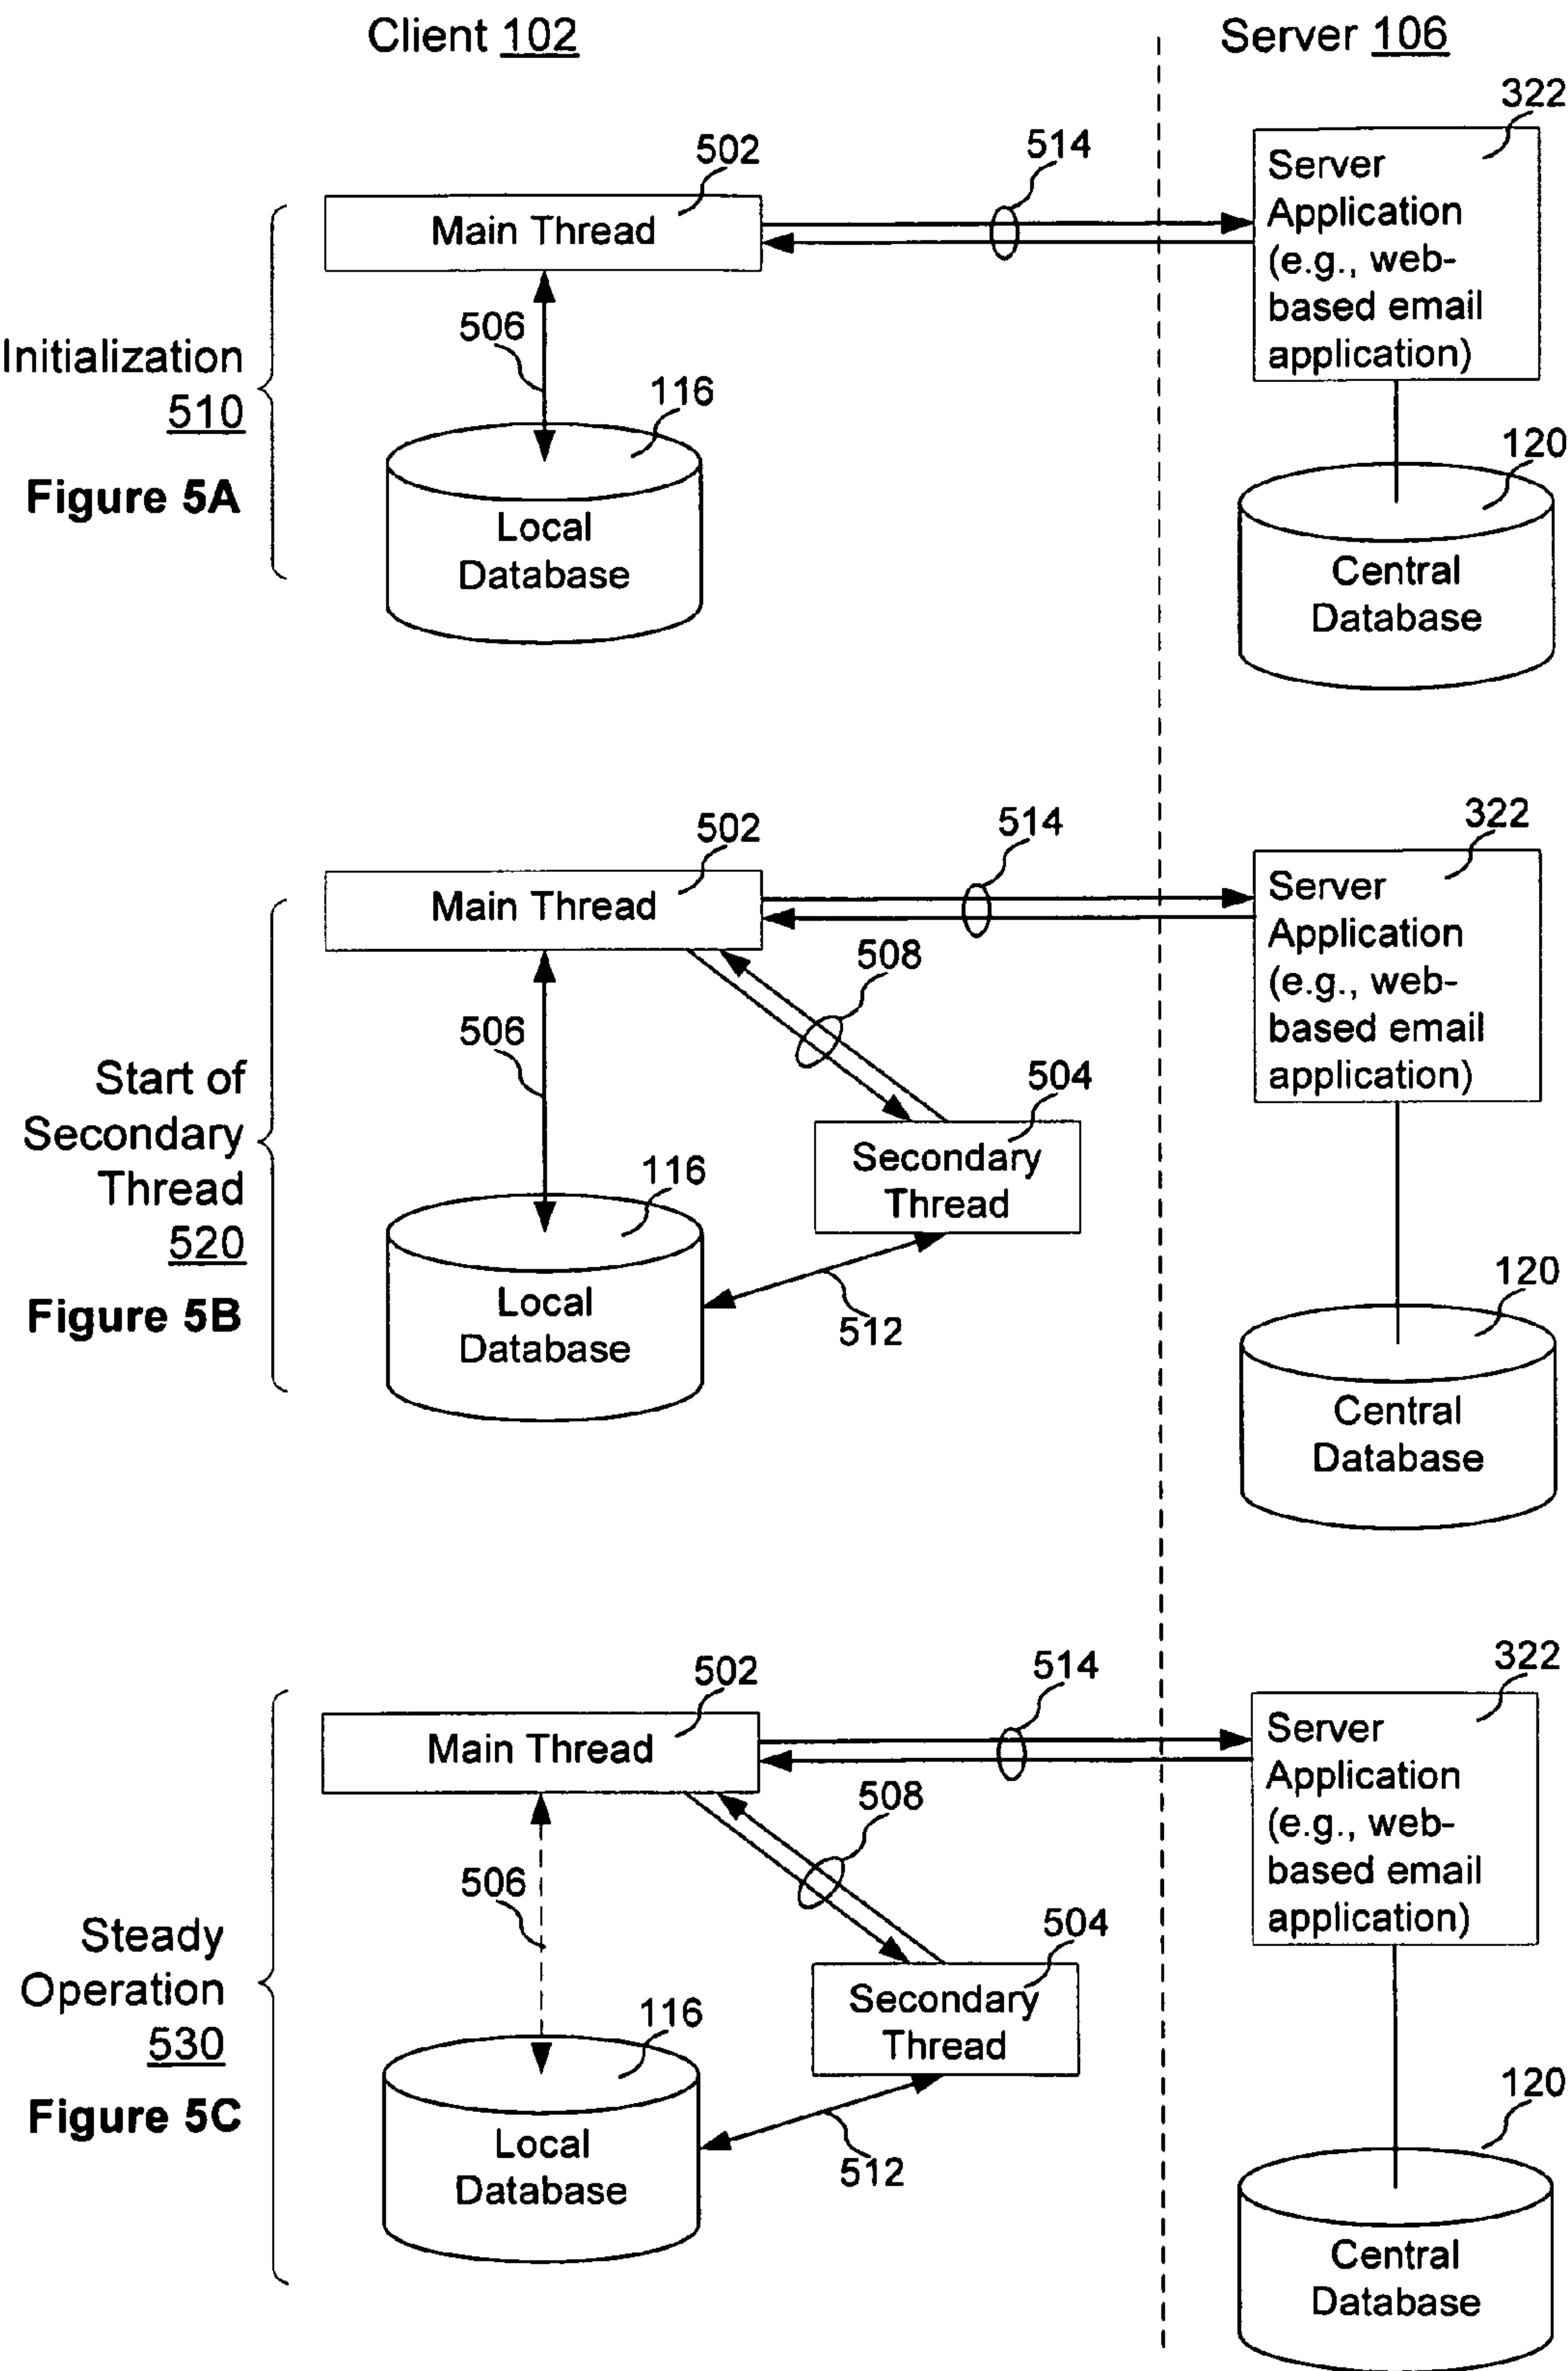 Client 102
Server 106
322
514
502
Server
Application
(e.g., web-
based email
application)
Main Thread
506
Initialization
510
116
120
Figure 5A
Local
Database
Central
Database
322
514
502
Server
Application
(e.g., web-
based email
application)
Main Thread
508
506
Start of
Secondary
Thread
520
504
Secondary
Thread
116
120
Figure 5B
Local
Database
512
Central
Database
322
514
502
Server
Application
(e.g., web-
based email
application)
Main Thread
508
506
Steady
Operation
530
504
Secondary
Thread
116
120
Figure 5C
Local
Database
512
Central
Database